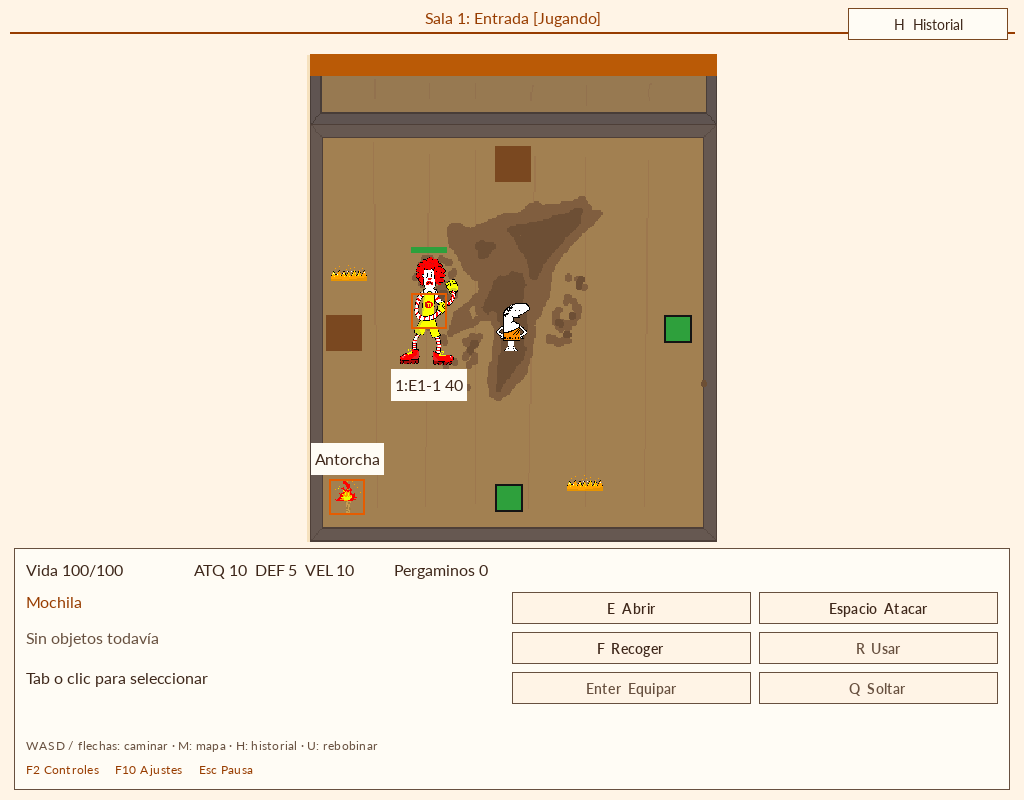 Sala 1: Entrada [Jugando]
H Historial
1:E1-1 40
Antorcha
Vida 100/100 ATQ 10 DEF 5 VEL 10 Pergaminos 0
Mochila
Sin objetos todavía
Tab o clic para seleccionar
E Abrir
Espacio Atacar
F Recoger
R Usar
Enter Equipar
Q Soltar
WASD / flechas: caminar · M: mapa · H: historial · U: rebobinar
F2 Controles F10 Ajustes Esc Pausa